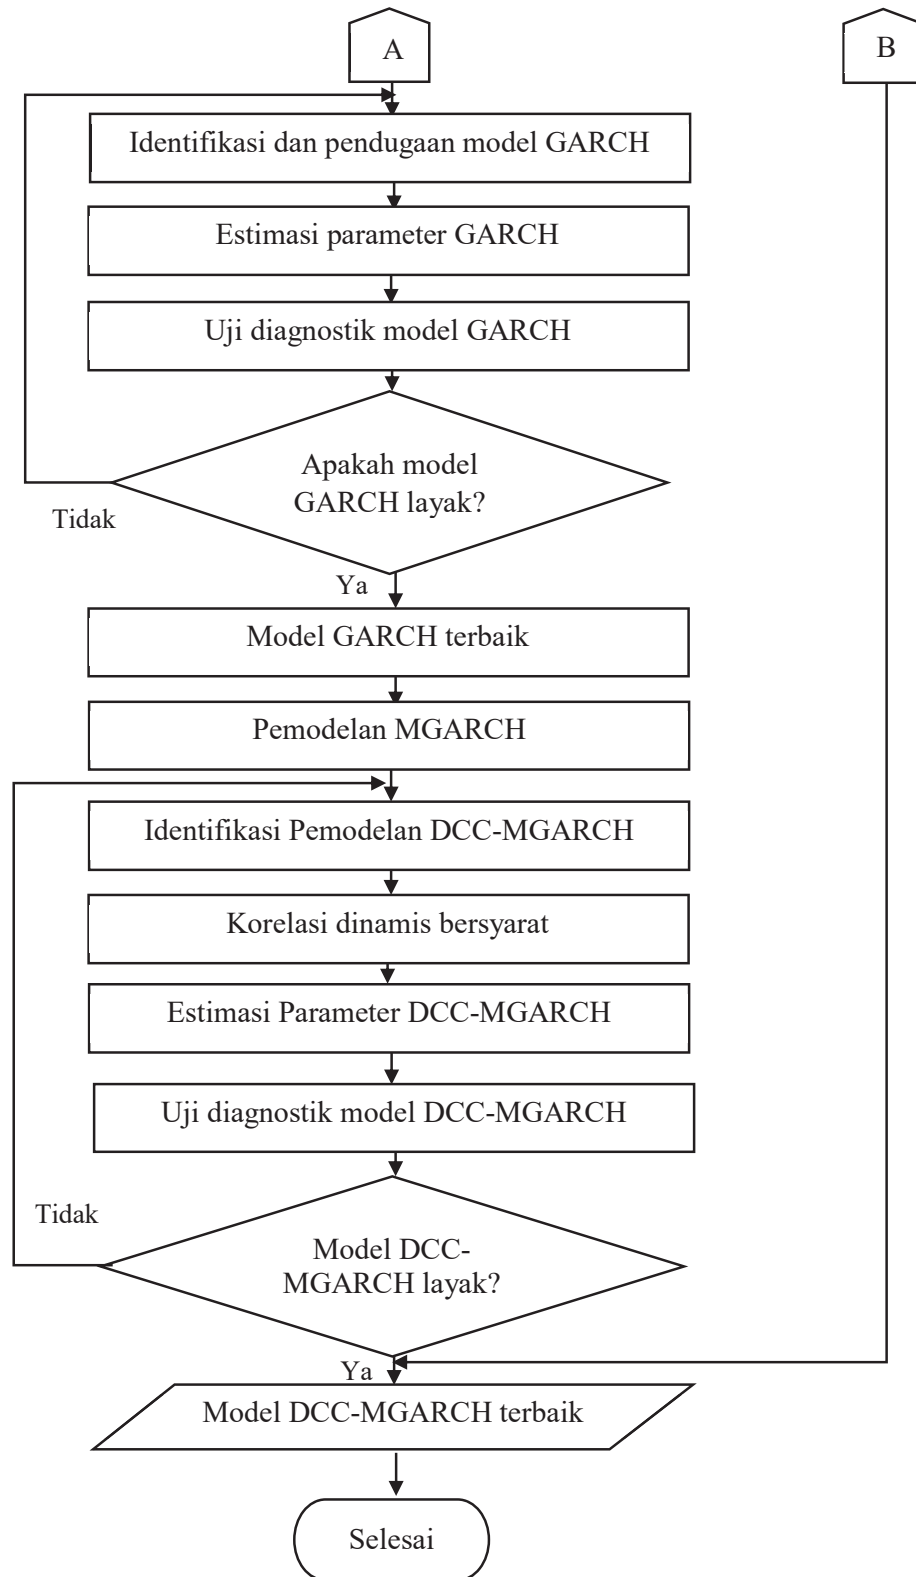 A
B
Identifikasi dan pendugaan model GARCH
Estimasi parameter GARCH
Uji diagnostik model GARCH
Apakah model
GARCH layak?
Tidak
Ya
Model GARCH terbaik
Pemodelan MGARCH
Identifikasi Pemodelan DCC-MGARCH
Korelasi dinamis bersyarat
Estimasi Parameter DCC-MGARCH
Uji diagnostik model DCC-MGARCH
Tidak
Model DCC-
MGARCH layak?
Ya
Model DCC-MGARCH terbaik
Selesai